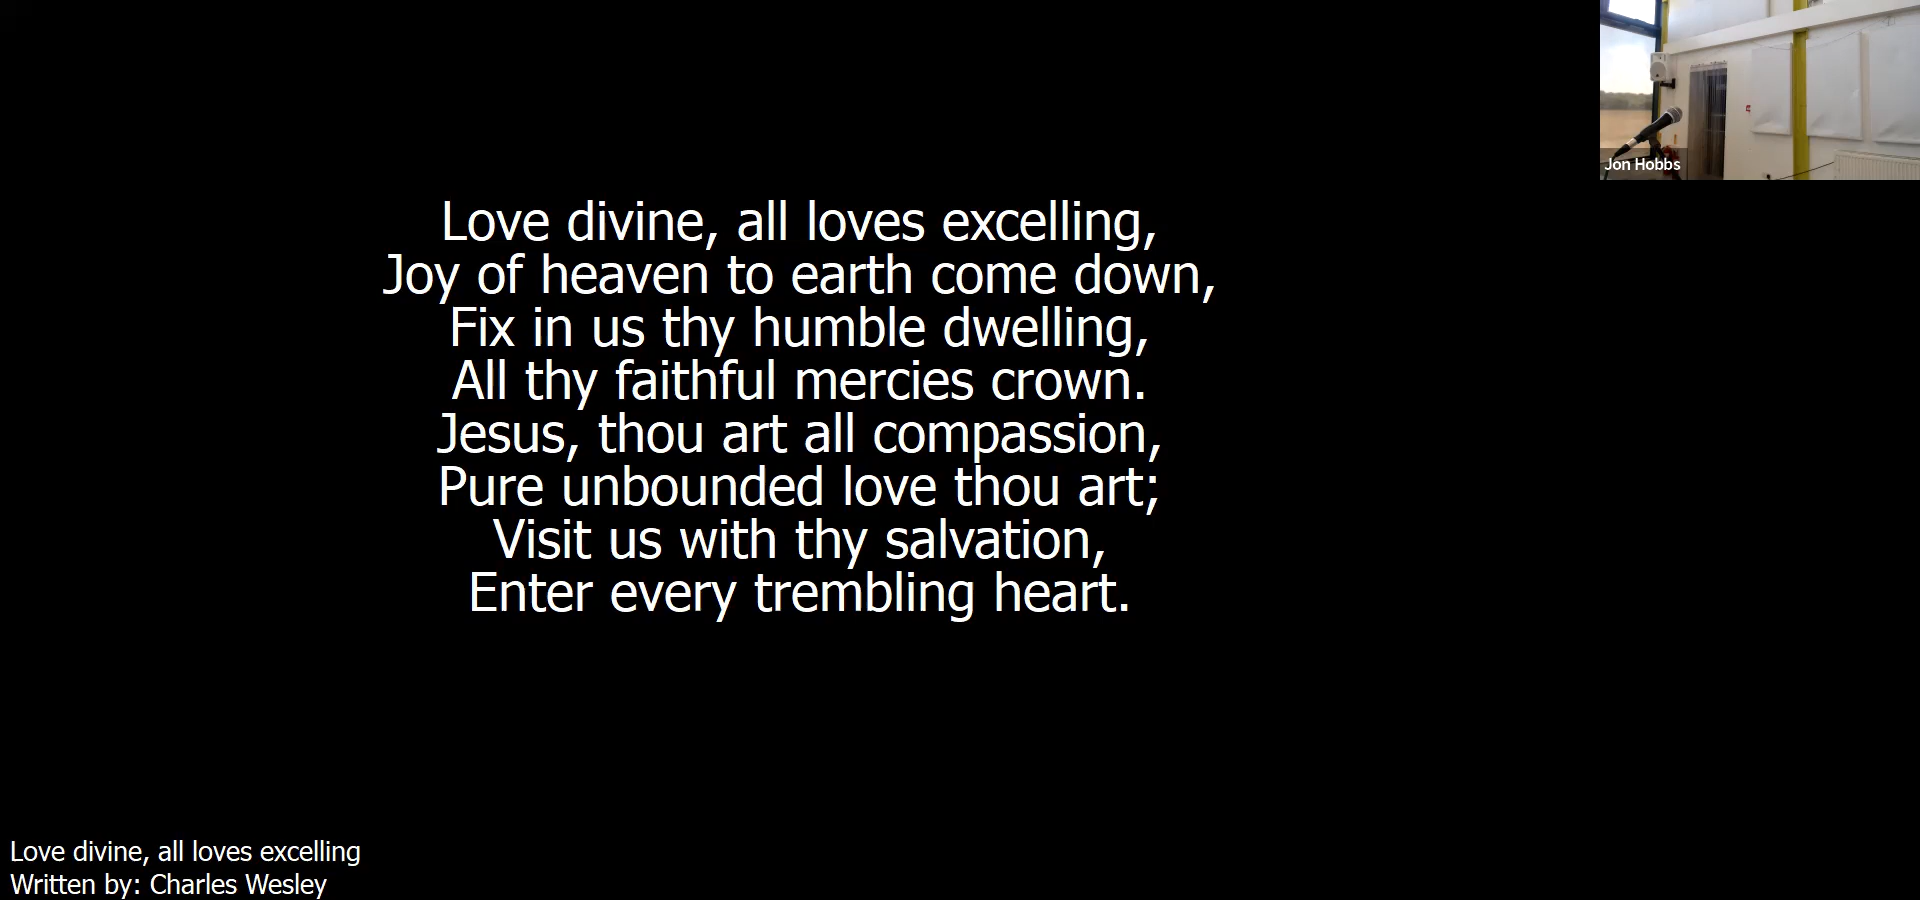 Love divine, all loves excelling,
Joy of heaven to earth come down,
Fix in us thy humble dwelling,
All thy faithful mercies crown.
Jesus, thou art all compassion,
Pure unbounded love thou art;
Visit us with thy salvation,
Enter every trembling heart.
Jon Hobbs
Love divine, all loves excelling
Written by: Charles Wesley